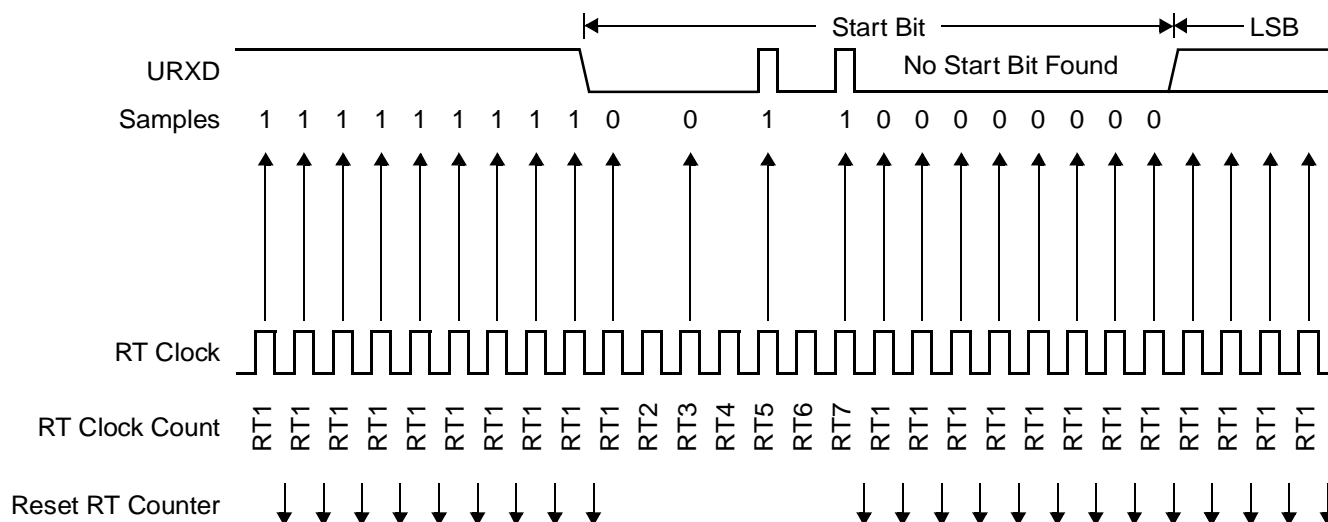 Start Bit LSB
URXD No Start Bit Found
Samples 1 1 1 1 1 1 1 1 1 0 0 1 1 0 0 0 0 0 0 0 0
RT Clock
RT Clock Count RT1 RT1 RT1 RT1 RT1 RT1 RT1 RT1 RT1 RT1 RT2 RT3 RT4 RT5 RT6 RT7 RT1 RT1 RT1 RT1 RT1 RT1 RT1 RT1 RT1 RT1 RT1 RT1
Reset RT Counter